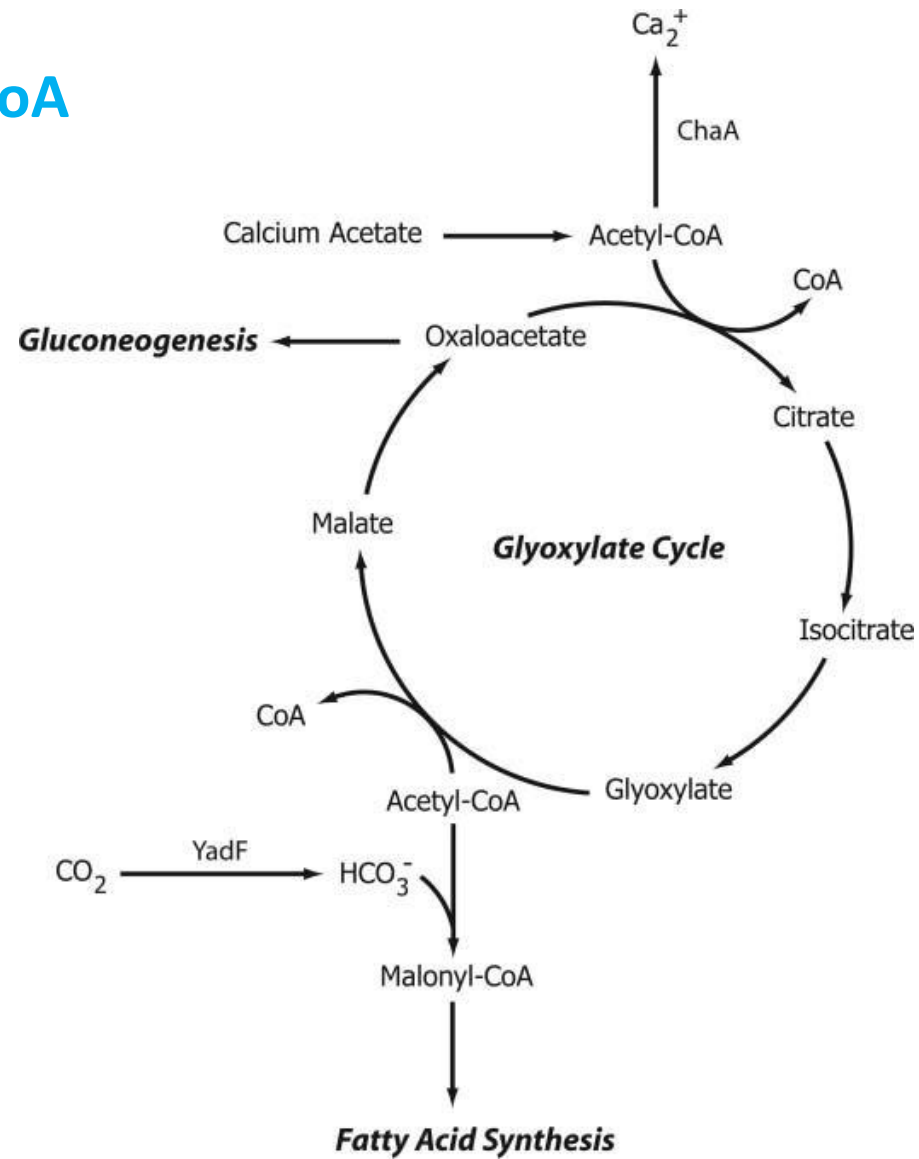 oA
Ca₂⁺
ChaA
Calcium Acetate
Acetyl-CoA
CoA
Gluconeogenesis
Oxaloacetate
Citrate
Malate
Glyoxylate Cycle
Isocitrate
CoA
Glyoxylate
Acetyl-CoA
YadF
CO₂
HCO₃⁻
Malonyl-CoA
Fatty Acid Synthesis